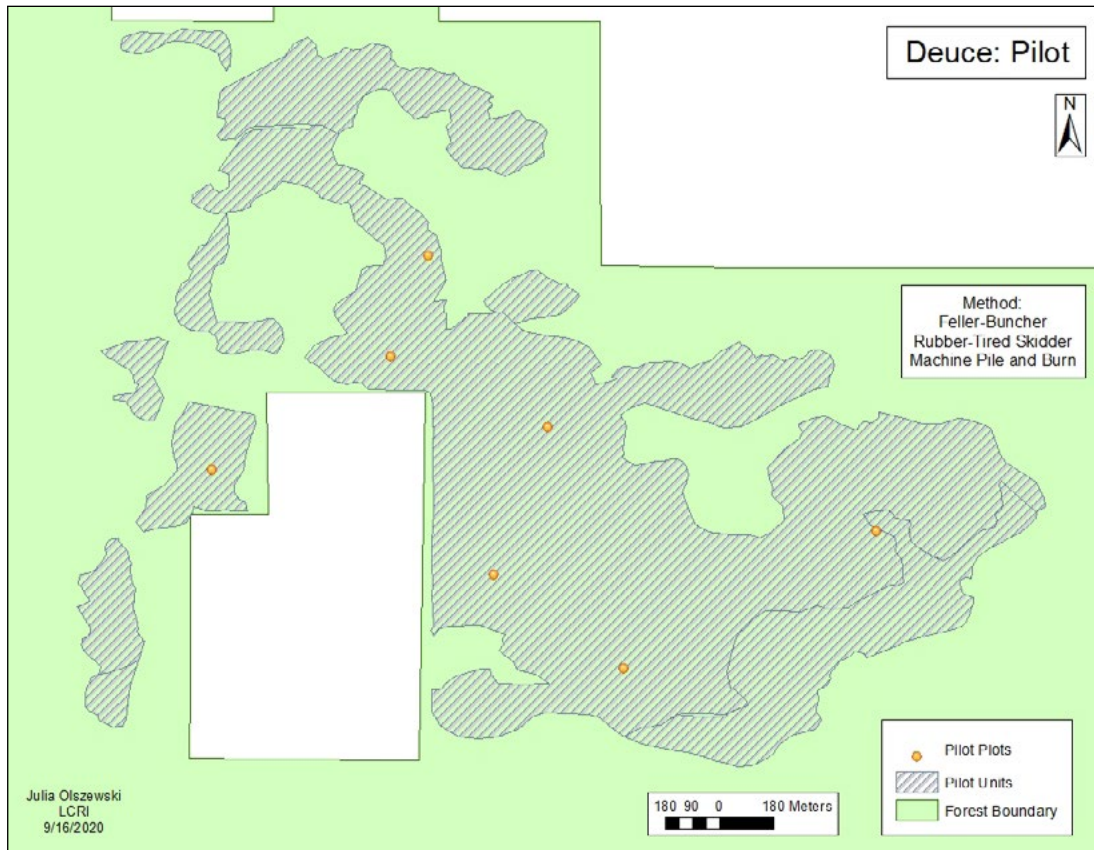 Deuce: Pilot
N
Method:
Feller-Buncher
Rubber-Tired Skidder
Machine Pile and Burn
Pilot Plots
Pilot Units
Forest Boundary
180 90 0 180 Meters
Julia Olszewski
LCRI
9/16/2020